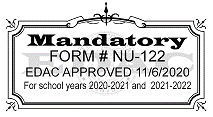 Mandatory
FORM # NU-122
EDAC APPROVED 11/6/2020
For school years 2020-2021 and 2021-2022